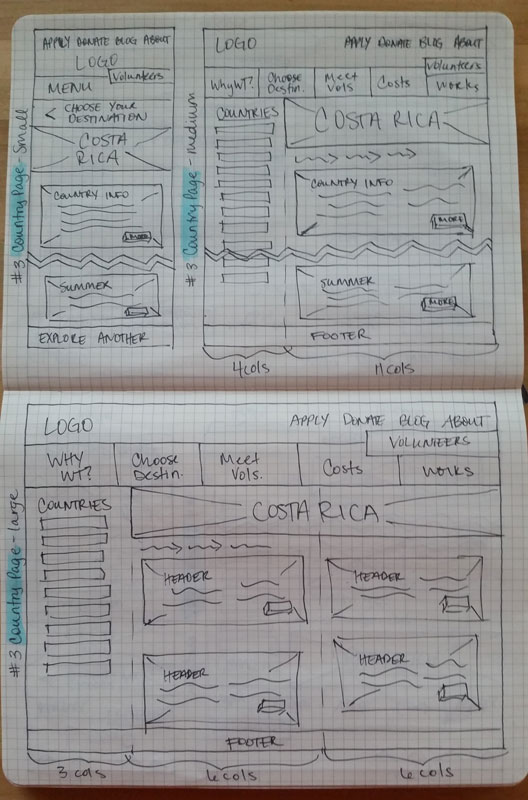 #3 Country Page - Small
APPLY DONATE BLOG ABOUT
LOGO
Volunteers
MENU
< CHOOSE YOUR
DESTINATION
COSTA
RICA
COUNTRY INFO
MORE
SUMMER
EXPLORE ANOTHER
#3 Country Page - Medium
LOGO
APPLY DONATE BLOG ABOUT
Volunteers
Why WT?
Choose
Destin.
Meet
Vols
Costs
Works
COUNTRIES
COSTA RICA
COUNTRY INFO
MORE
SUMMER
MORE
FOOTER
4 cols
11 cols
#3 Country Page - large
LOGO
APPLY DONATE BLOG ABOUT
VOLUNTEERS
WHY
WT?
Choose
Destin.
Meet
Vols.
Costs
Works
COUNTRIES
COSTA RICA
HEADER
HEADER
HEADER
HEADER
FOOTER
3 cols
6 cols
6 cols